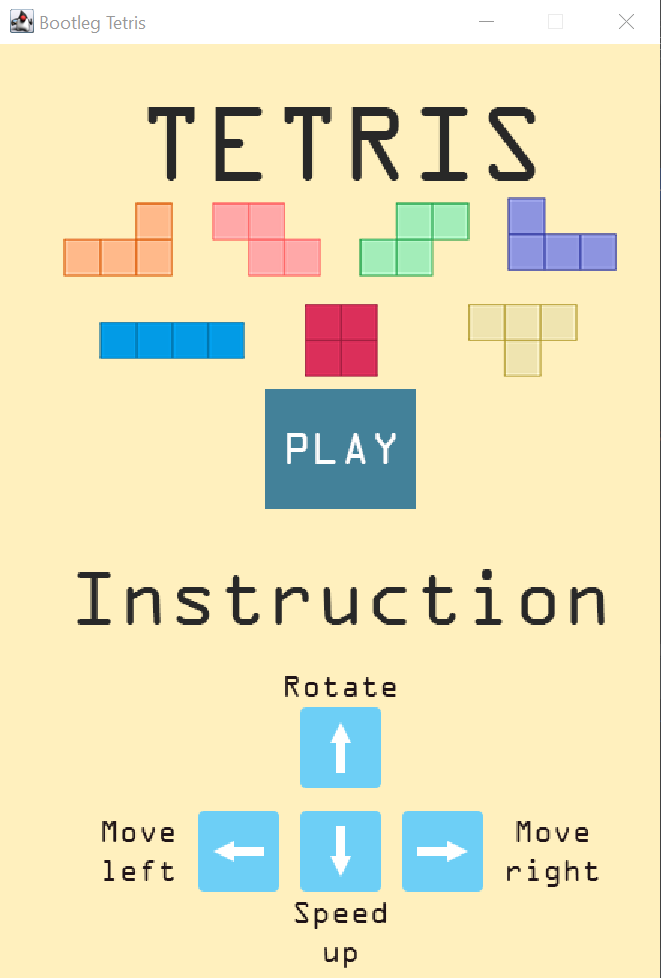 Bootleg Tetris
TETRIS
PLAY
Instruction
Rotate
Move
left
Move
right
Speed
up